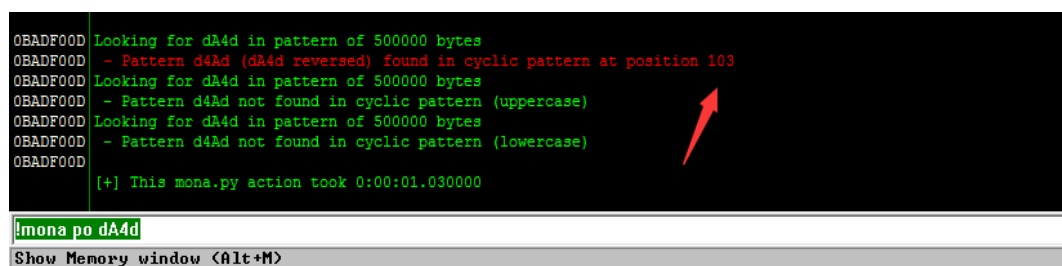 0BADF00D Looking for dA4d in pattern of 500000 bytes
0BADF00D - Pattern d4Ad (dA4d reversed) found in cyclic pattern at position 103
0BADF00D Looking for dA4d in pattern of 500000 bytes
0BADF00D - Pattern d4Ad not found in cyclic pattern (uppercase)
0BADF00D Looking for dA4d in pattern of 500000 bytes
0BADF00D - Pattern d4Ad not found in cyclic pattern (lowercase)
0BADF00D
[+] This mona.py action took 0:00:01.030000
!mona po dA4d
Show Memory window (Alt+M)